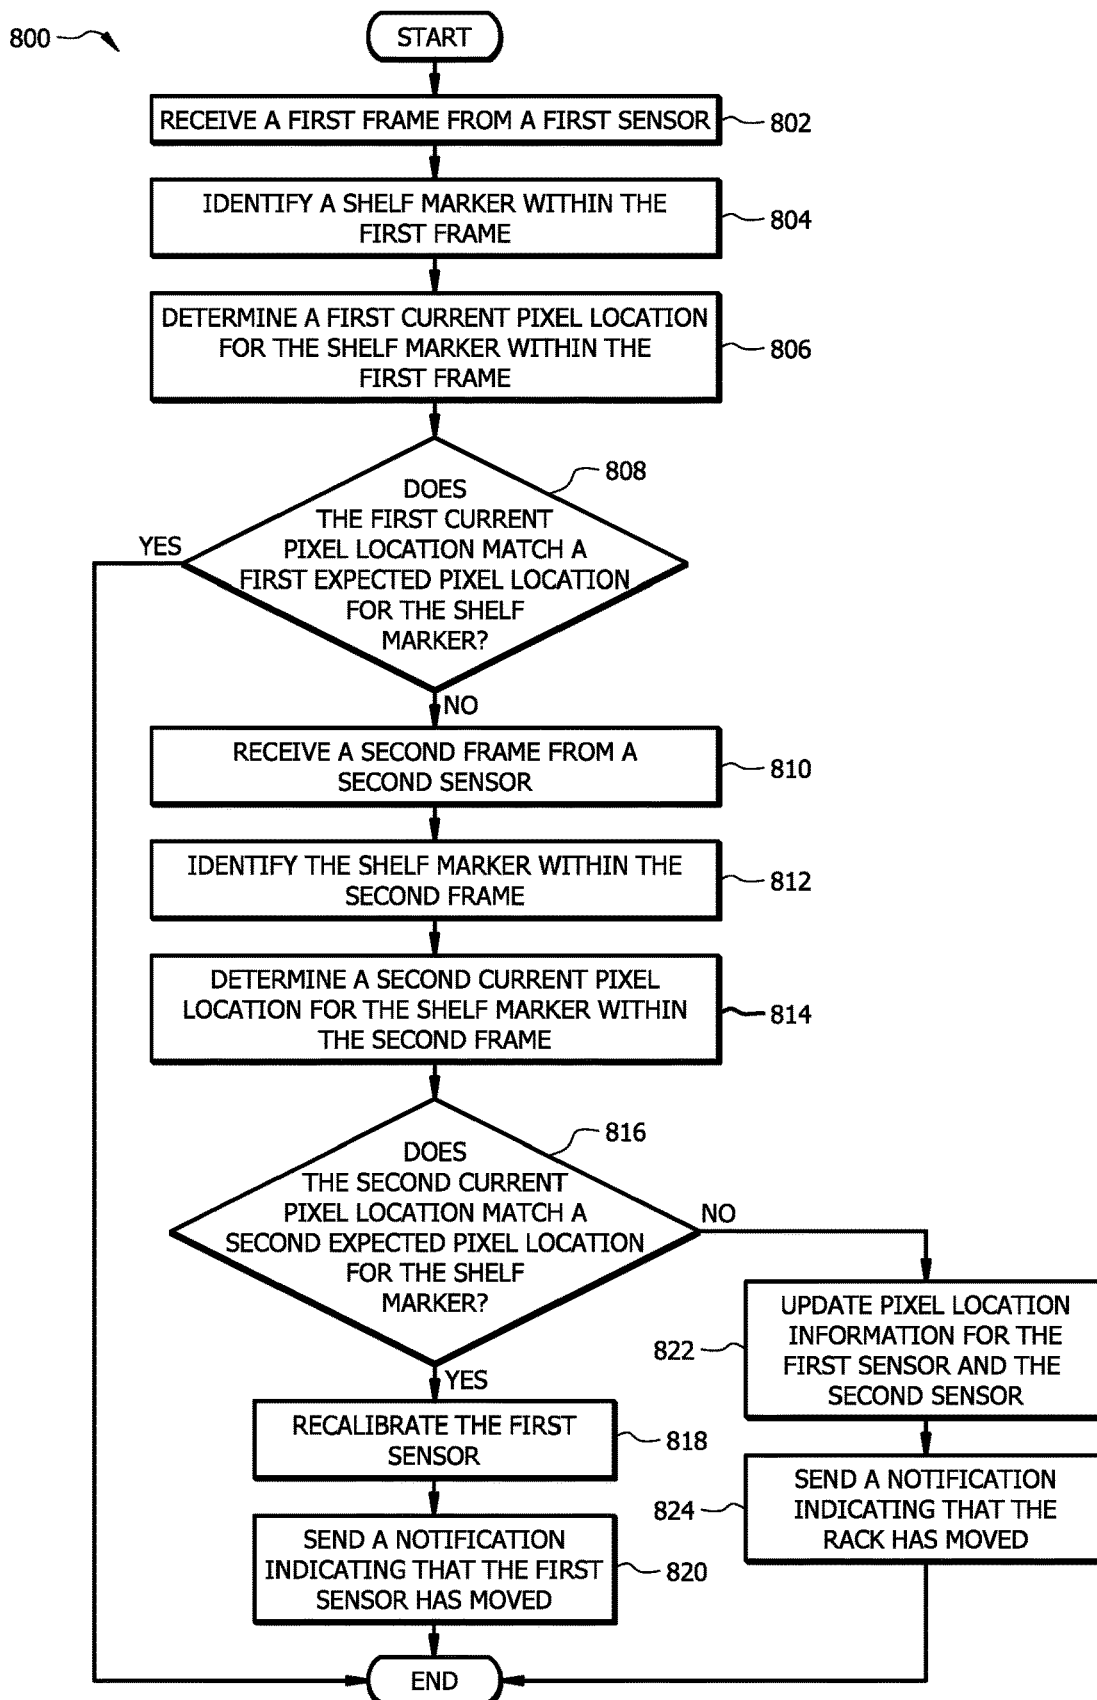 800
START
RECEIVE A FIRST FRAME FROM A FIRST SENSOR
802
IDENTIFY A SHELF MARKER WITHIN THE
FIRST FRAME
804
DETERMINE A FIRST CURRENT PIXEL LOCATION
FOR THE SHELF MARKER WITHIN THE
FIRST FRAME
806
808
DOES
THE FIRST CURRENT
PIXEL LOCATION MATCH A
FIRST EXPECTED PIXEL LOCATION
FOR THE SHELF
MARKER?
YES
NO
RECEIVE A SECOND FRAME FROM A
SECOND SENSOR
810
IDENTIFY THE SHELF MARKER WITHIN THE
SECOND FRAME
812
DETERMINE A SECOND CURRENT PIXEL
LOCATION FOR THE SHELF MARKER WITHIN
THE SECOND FRAME
814
816
DOES
THE SECOND CURRENT
PIXEL LOCATION MATCH A
SECOND EXPECTED PIXEL LOCATION
FOR THE SHELF
MARKER?
NO
YES
UPDATE PIXEL LOCATION
INFORMATION FOR THE
FIRST SENSOR AND THE
SECOND SENSOR
822
RECALIBRATE THE FIRST
SENSOR
818
SEND A NOTIFICATION
INDICATING THAT THE
RACK HAS MOVED
824
SEND A NOTIFICATION
INDICATING THAT THE FIRST
SENSOR HAS MOVED
820
END